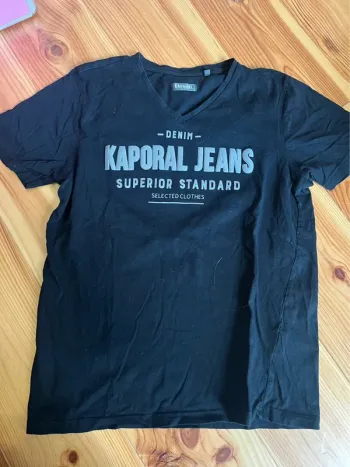 – DENIM –
KAPORAL JEANS
SUPERIOR STANDARD
SELECTED CLOTHES